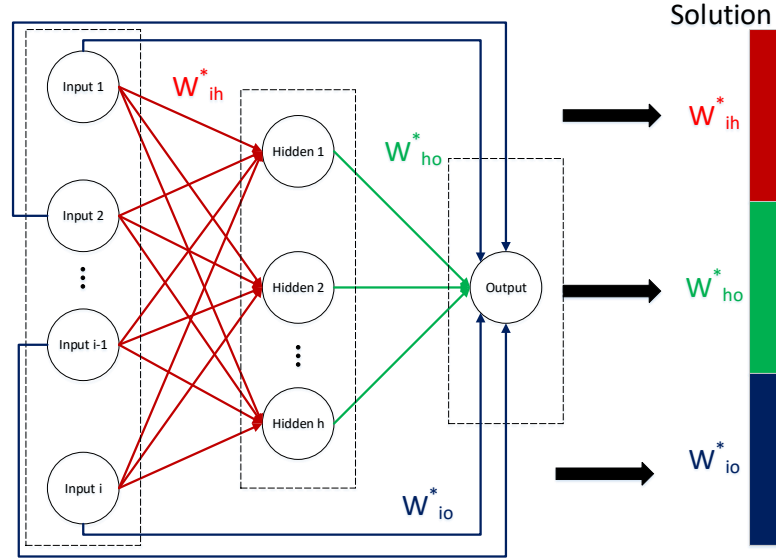 Solution
Input 1
Input 2
Input i-1
Input i
W*ih
Hidden 1
Hidden 2
Hidden h
W*ho
Output
W*io
W*ih
W*ho
W*io